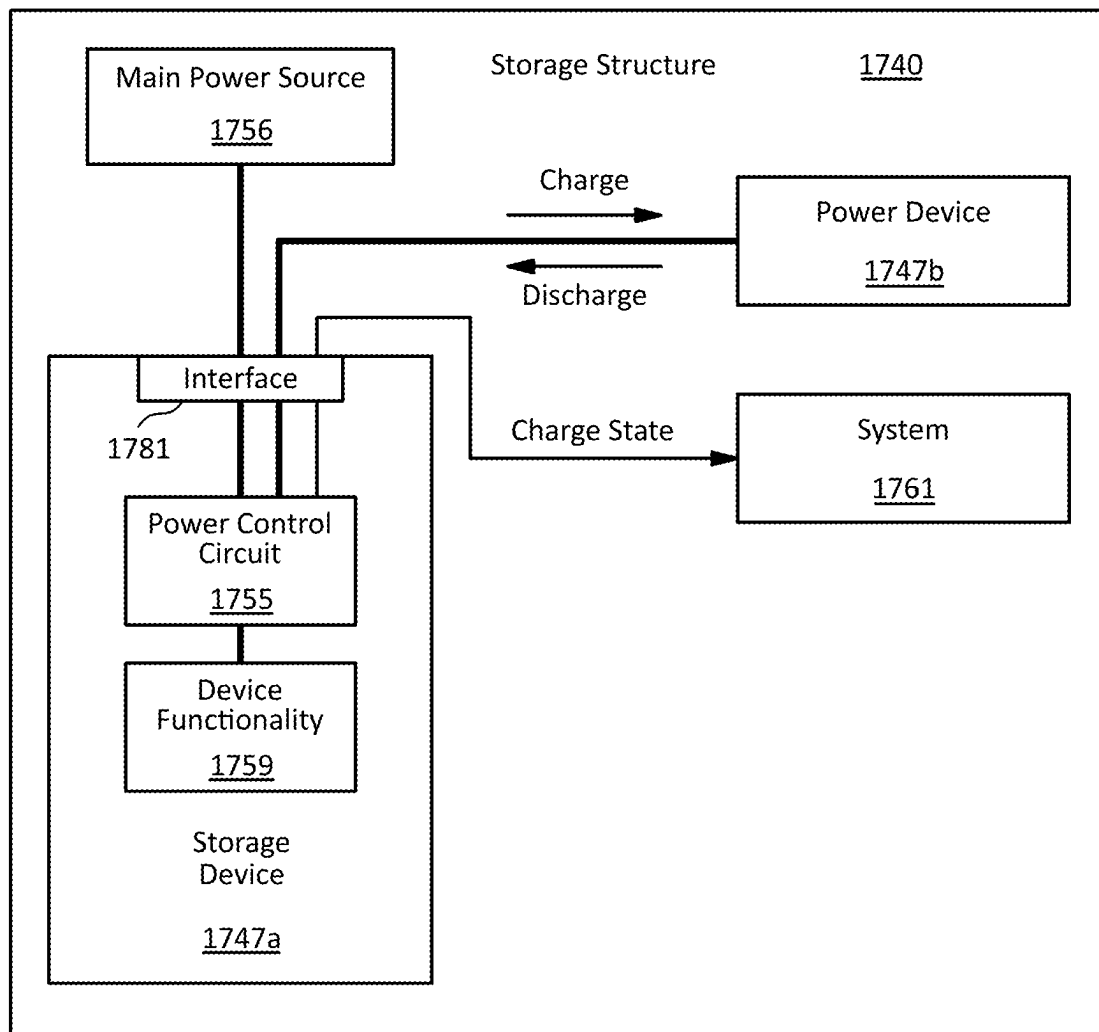 Main Power Source
1756
Storage Structure 1740
Charge
Discharge
Power Device
1747b
Interface
1781
Charge State
System
1761
Power Control
Circuit
1755
Device
Functionality
1759
Storage
Device
1747a